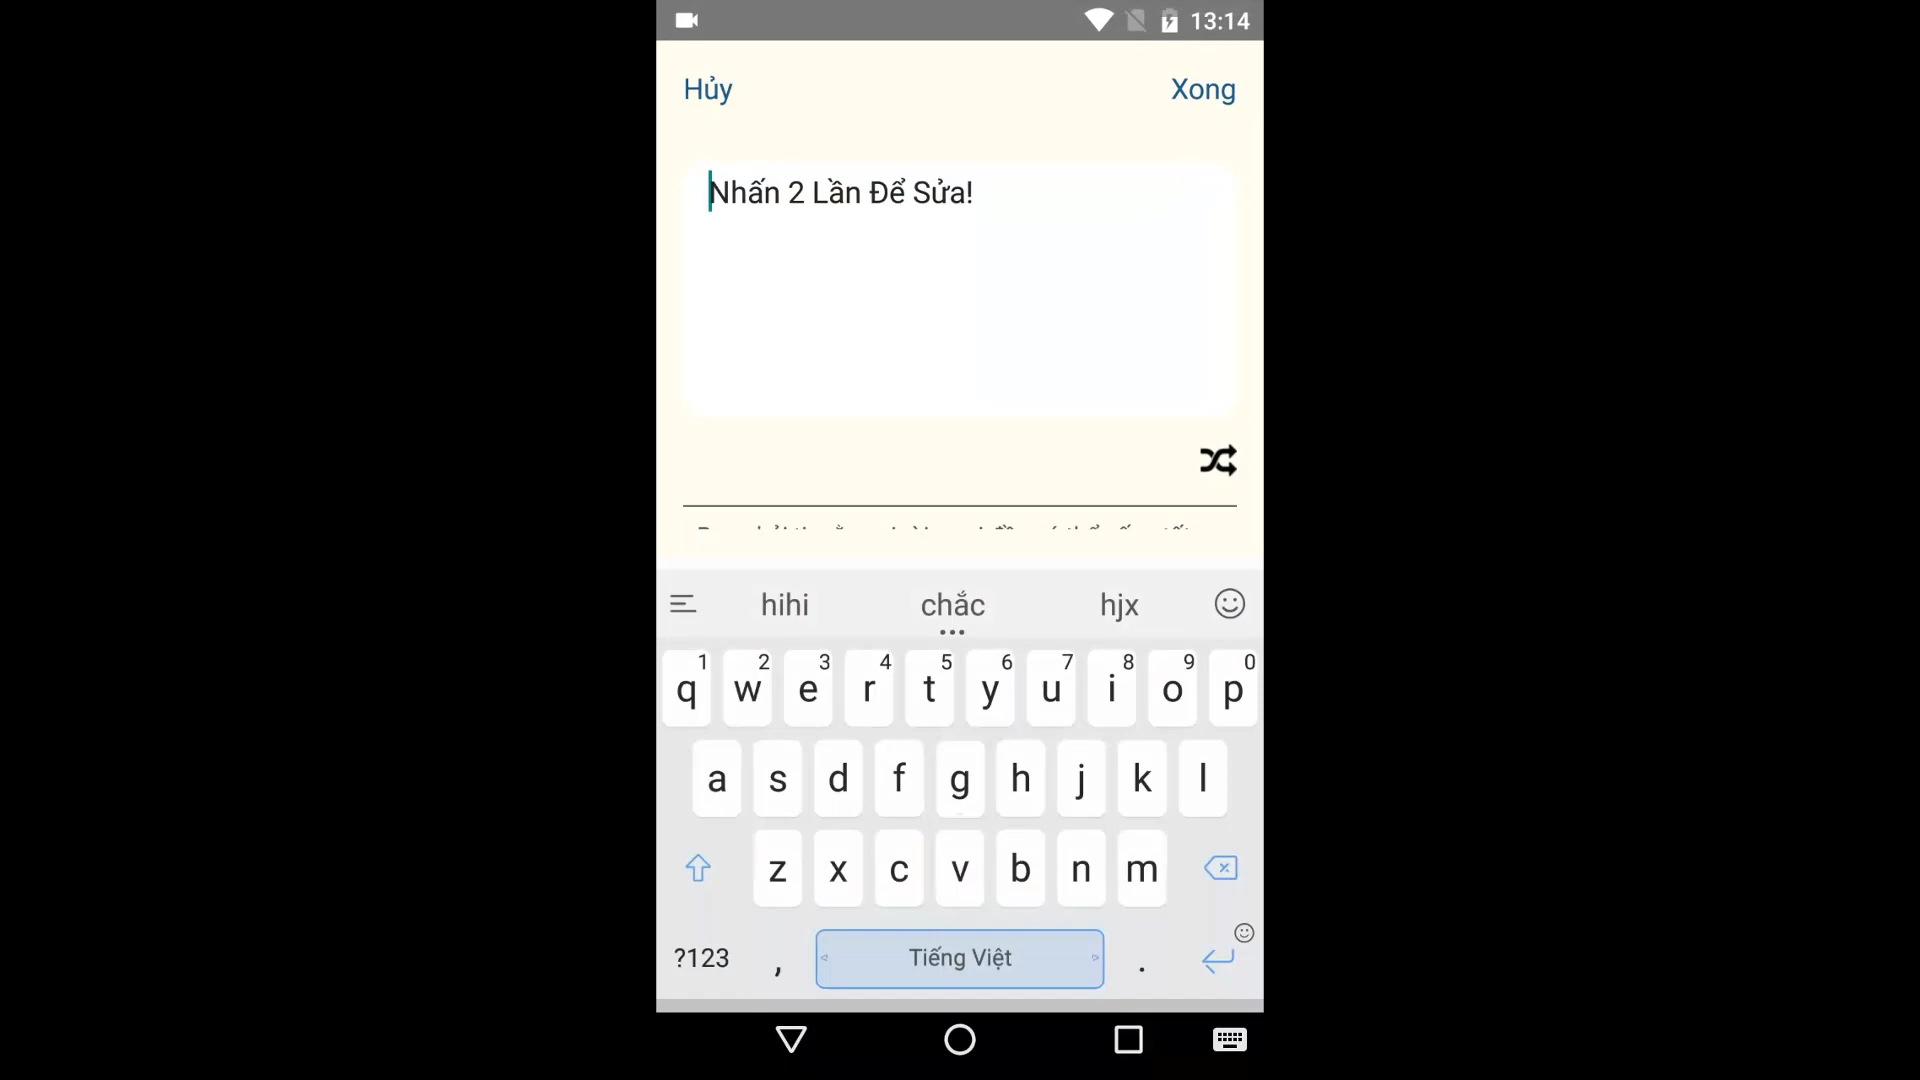 13:14
Hủy
Xong
Nhấn 2 Lần Để Sửa!
hihi
chắc
hjx
1 2 3 4 5 6 7 8 9 0
q w e r t y u i o p
a s d f g h j k l
z x c v b n m
?123 , Tiếng Việt .